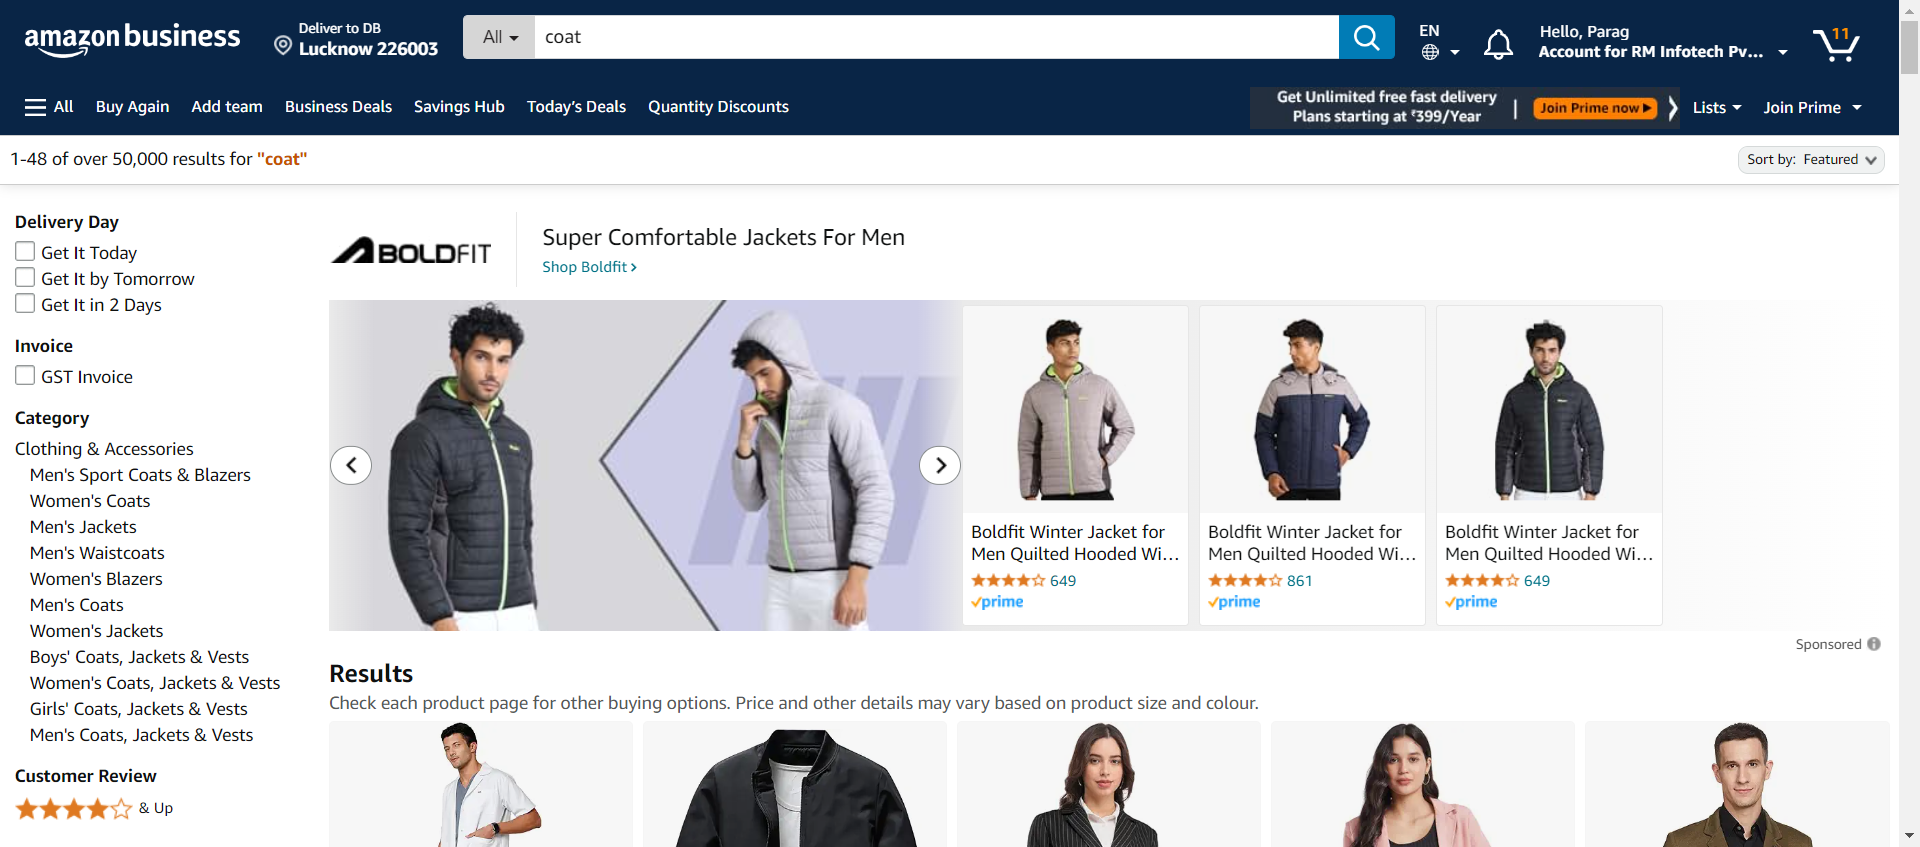 amazon business
Deliver to DB
Lucknow 226003
All
coat
EN
Hello, Parag
Account for RM Infotech Pv...
11
All
Buy Again
Add team
Business Deals
Savings Hub
Today's Deals
Quantity Discounts
Get Unlimited free fast delivery
Plans starting at ₹399/Year
Join Prime now
Lists
Join Prime
1-48 of over 50,000 results for "coat"
Sort by: Featured
Delivery Day
Get It Today
Get It by Tomorrow
Get It in 2 Days
Invoice
GST Invoice
Category
Clothing & Accessories
Men's Sport Coats & Blazers
Women's Coats
Men's Jackets
Men's Waistcoats
Women's Blazers
Men's Coats
Women's Jackets
Boys' Coats, Jackets & Vests
Women's Coats, Jackets & Vests
Girls' Coats, Jackets & Vests
Men's Coats, Jackets & Vests
Customer Review
& Up
BOLDFIT
Super Comfortable Jackets For Men
Shop Boldfit
Boldfit Winter Jacket for
Men Quilted Hooded Wi...
649
prime
Boldfit Winter Jacket for
Men Quilted Hooded Wi...
861
prime
Boldfit Winter Jacket for
Men Quilted Hooded Wi...
649
prime
Sponsored
Results
Check each product page for other buying options. Price and other details may vary based on product size and colour.